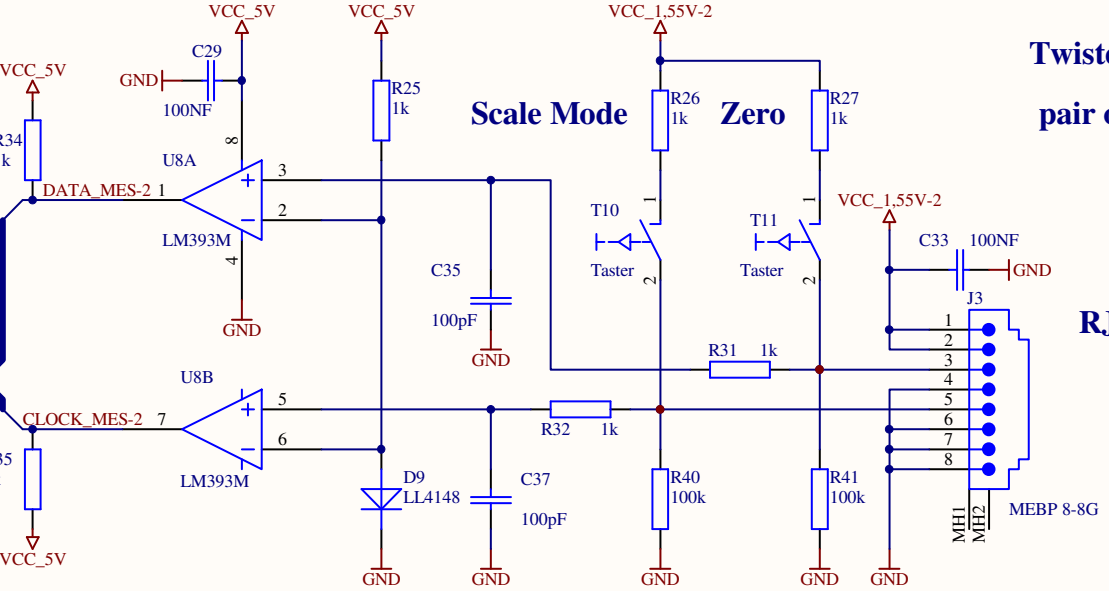 VCC_5V
VCC_5V
VCC_1,55V-2
C29
GND
100NF
VCC_5V
R25
1k
R26
1k
R27
1k
Scale Mode
Zero
pair
8
U8A
3
DATA_MES-2
1
2
LM393M
4
GND
1
T10
Taster
2
1
T11
Taster
2
VCC_1,55V-2
C33
100NF
GND
J3
1
2
3
4
5
6
7
8
MEBP 8-8G
MH1
MH2
C35
100pF
GND
R31
1k
U8B
5
CLOCK_MES-2
7
6
LM393M
R32
1k
D9
LL4148
C37
100pF
R40
100k
R41
100k
VCC_5V
GND
GND
GND
GND
GND